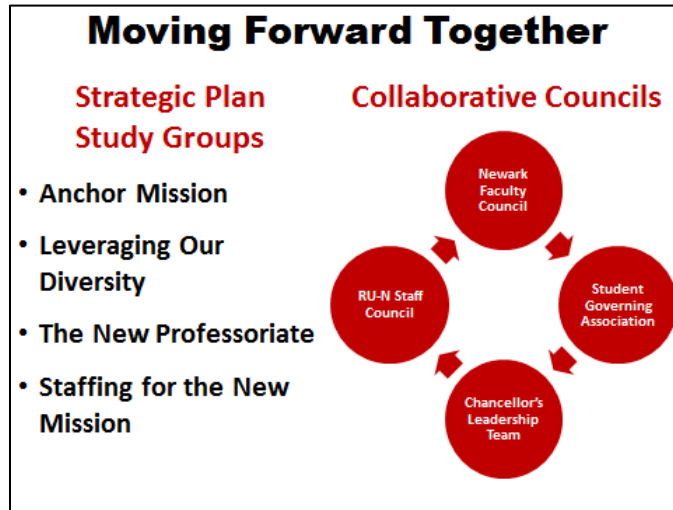 Moving Forward Together
Strategic Plan
Study Groups
• Anchor Mission
• Leveraging Our
Diversity
• The New Professoriate
• Staffing for the New
Mission
Collaborative Councils
Newark
Faculty
Council
Student
Governing
Association
Chancellor's
Leadership
Team
RU-N Staff
Council